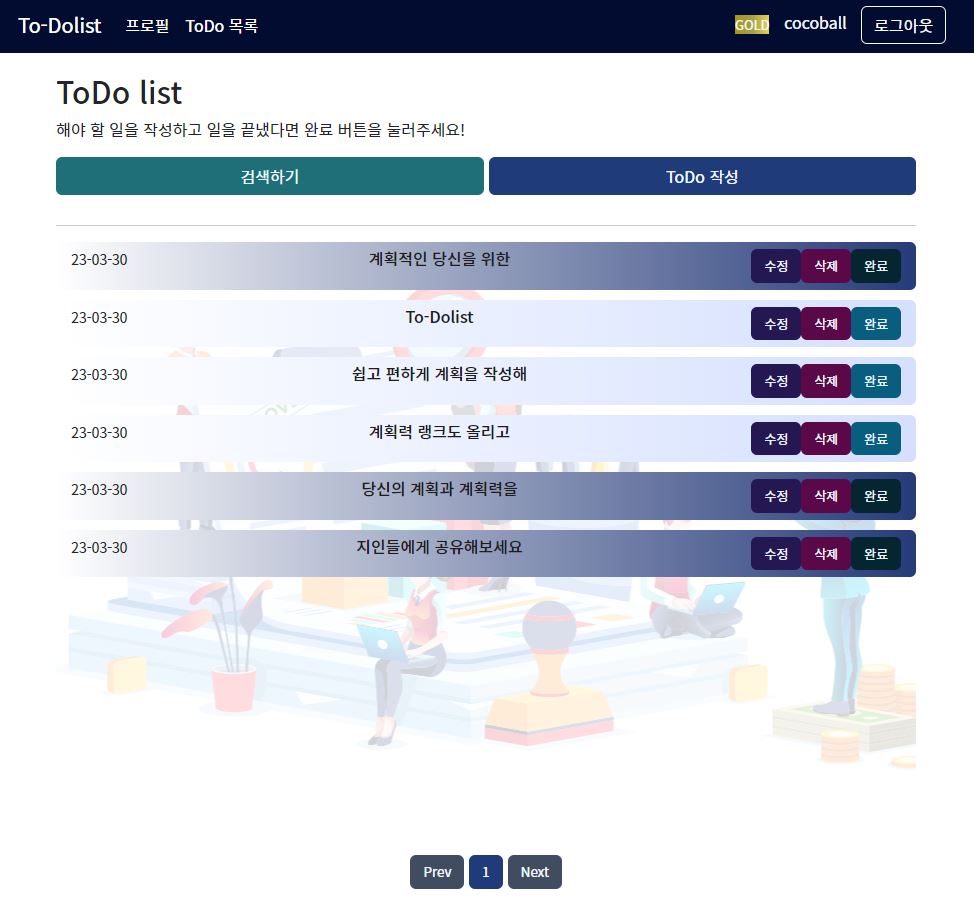 To-Dolist 프로필 ToDo 목록 GOLD cocoball 로그아웃
ToDo list
해야 할 일을 작성하고 일을 끝냈다면 완료 버튼을 눌러주세요!
검색하기 ToDo 작성
23-03-30 계획적인 당신을 위한 수정 삭제 완료
23-03-30 To-Dolist 수정 삭제 완료
23-03-30 쉽고 편하게 계획을 작성해 수정 삭제 완료
23-03-30 계획력 랭크도 올리고 수정 삭제 완료
23-03-30 당신의 계획과 계획력을 수정 삭제 완료
23-03-30 지인들에게 공유해보세요 수정 삭제 완료
Prev 1 Next